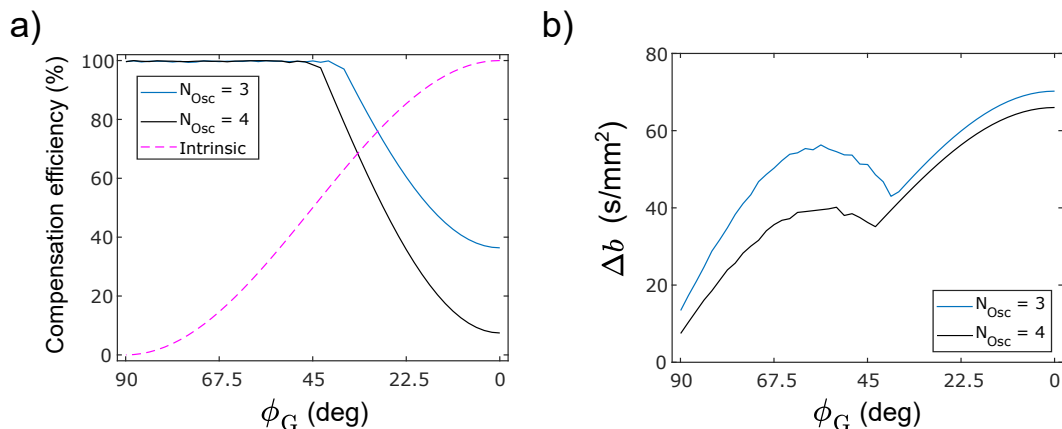 a)
Compensation efficiency (%)
100
80
60
40
20
0
N_Osc = 3
N_Osc = 4
Intrinsic
90 67.5 45 22.5 0
ϕ_G (deg)
b)
Δb (s/mm²)
80
60
40
20
0
N_Osc = 3
N_Osc = 4
90 67.5 45 22.5 0
ϕ_G (deg)